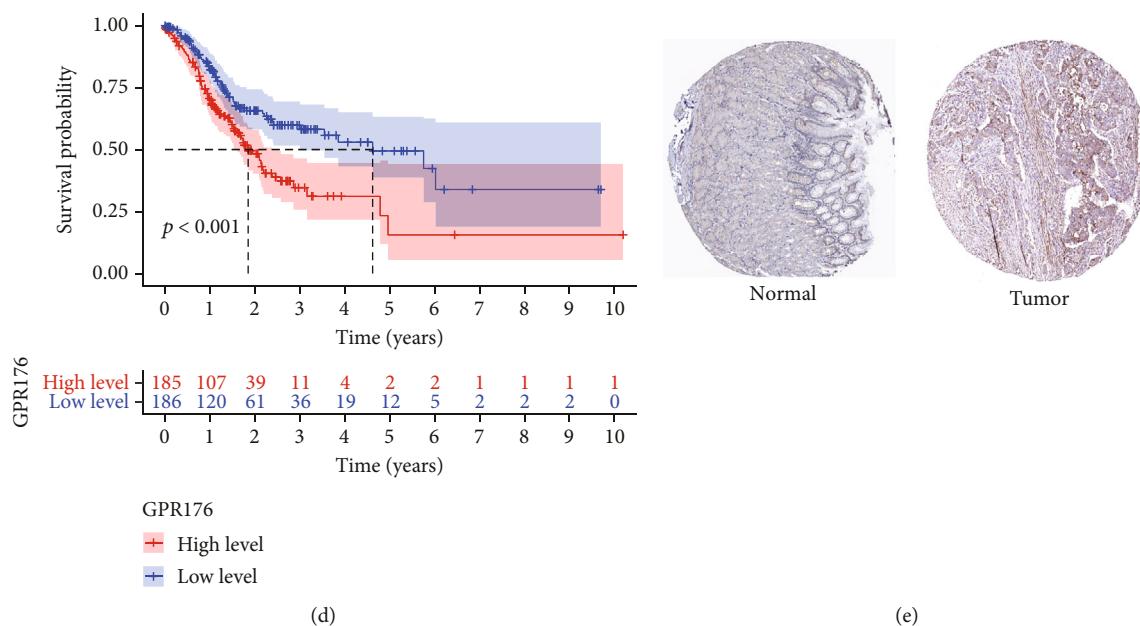 1.00
0.75
0.50
0.25
0.00
Survival probability
p < 0.001
0 1 2 3 4 5 6 7 8 9 10
Time (years)
GPR176
High level 185 107 39 11 4 2 2 1 1 1 1
Low level 186 120 61 36 19 12 5 2 2 2 0
0 1 2 3 4 5 6 7 8 9 10
Time (years)
GPR176
High level
Low level
(d)
Normal
Tumor
(e)